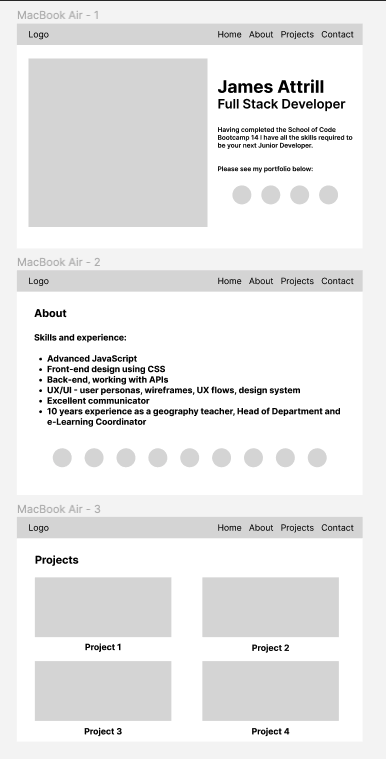 MacBook Air - 1
Logo
Home About Projects Contact
James Attrill
Full Stack Developer
Having completed the School of Code
Bootcamp 14 I have all the skills required to
be your next Junior Developer.
Please see my portfolio below:
MacBook Air - 2
Logo
Home About Projects Contact
About
Skills and experience:
• Advanced JavaScript
• Front-end design using CSS
• Back-end, working with APIs
• UX/UI - user personas, wireframes, UX flows, design system
• Excellent communicator
• 10 years experience as a geography teacher, Head of Department and
e-Learning Coordinator
MacBook Air - 3
Logo
Home About Projects Contact
Projects
Project 1
Project 2
Project 3
Project 4